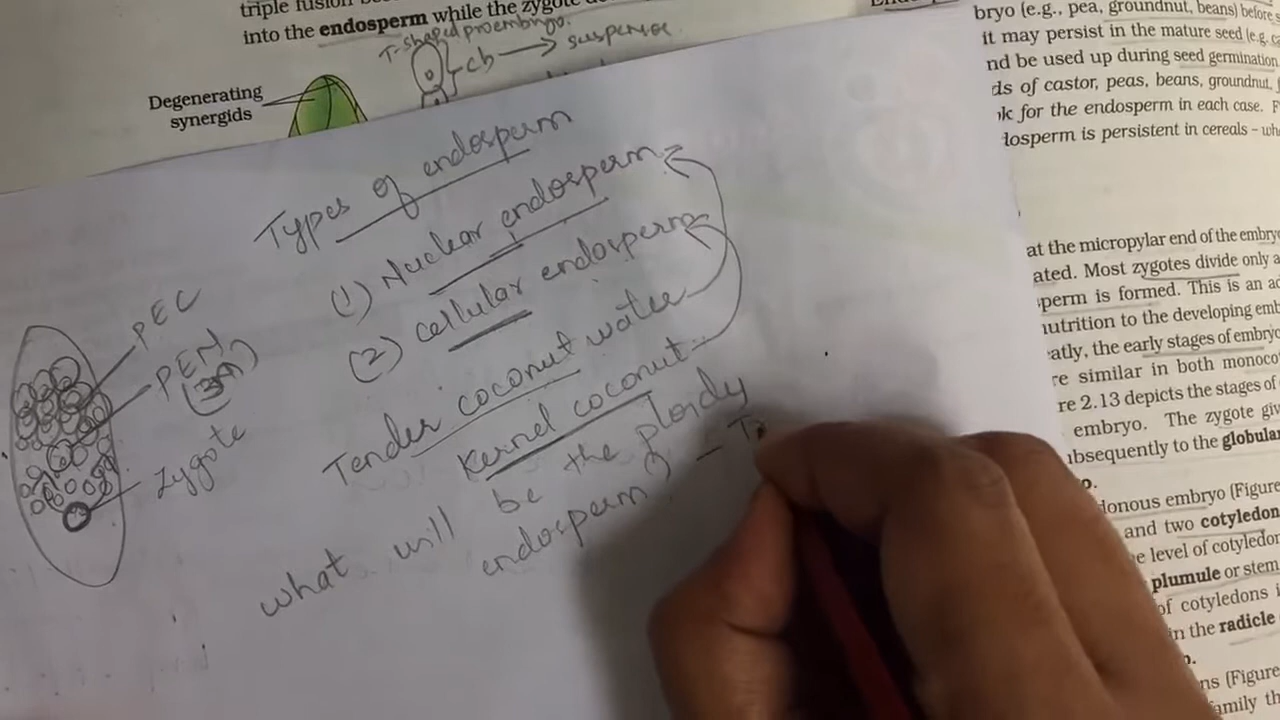 triple fusion
into the endosperm while the zygote
T-shaped proembryo.
cb → suspensor
Degenerating
synergids
Types of endosperm
(1) Nuclear endosperm
(2) cellular endosperm
Tender coconut water
Kernel coconut
what will be the ploidy
endosperm? - T
PEC
PEN
(3n)
Zygote
bryo (e.g., pea, groundnut, beans) before
it may persist in the mature seed (e.g. ca
nd be used up during seed germination
ds of castor, peas, beans, groundnut,
k for the endosperm in each case. F
dosperm is persistent in cereals – wh
at the micropylar end of the embry
ated. Most zygotes divide only a
perm is formed. This is an ad
nutrition to the developing emb
eatly, the early stages of embryo
re similar in both monoco
re 2.13 depicts the stages of
embryo. The zygote giv
ubsequently to the globular
o.
donous embryo (Figure
and two cotyledon
e level of cotyledon
plumule or stem
of cotyledons i
n the radicle
o.
ns (Figure
amily th